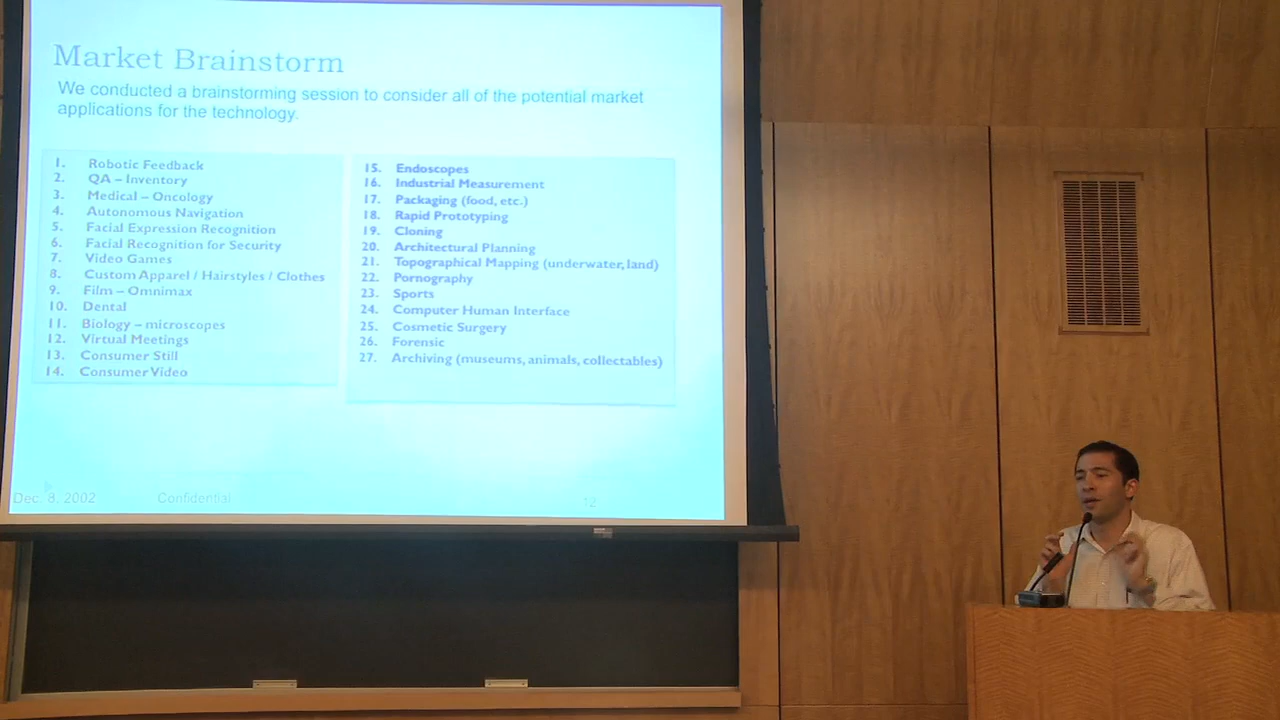 Market Brainstorm
We conducted a brainstorming session to consider all of the potential market
applications for the technology.
1. Robotic Feedback
2. QA – Inventory
3. Medical – Oncology
4. Autonomous Navigation
5. Facial Expression Recognition
6. Facial Recognition for Security
7. Video Games
8. Custom Apparel / Hairstyles / Clothes
9. Film – Omnimax
10. Dental
11. Biology – microscopes
12. Virtual Meetings
13. Consumer Still
14. Consumer Video
15. Endoscopes
16. Industrial Measurement
17. Packaging (food, etc.)
18. Rapid Prototyping
19. Cloning
20. Architectural Planning
21. Topographical Mapping (underwater, land)
22. Pornography
23. Sports
24. Computer Human Interface
25. Cosmetic Surgery
26. Forensic
27. Archiving (museums, animals, collectables)
Dec. 8, 2002 Confidential 12